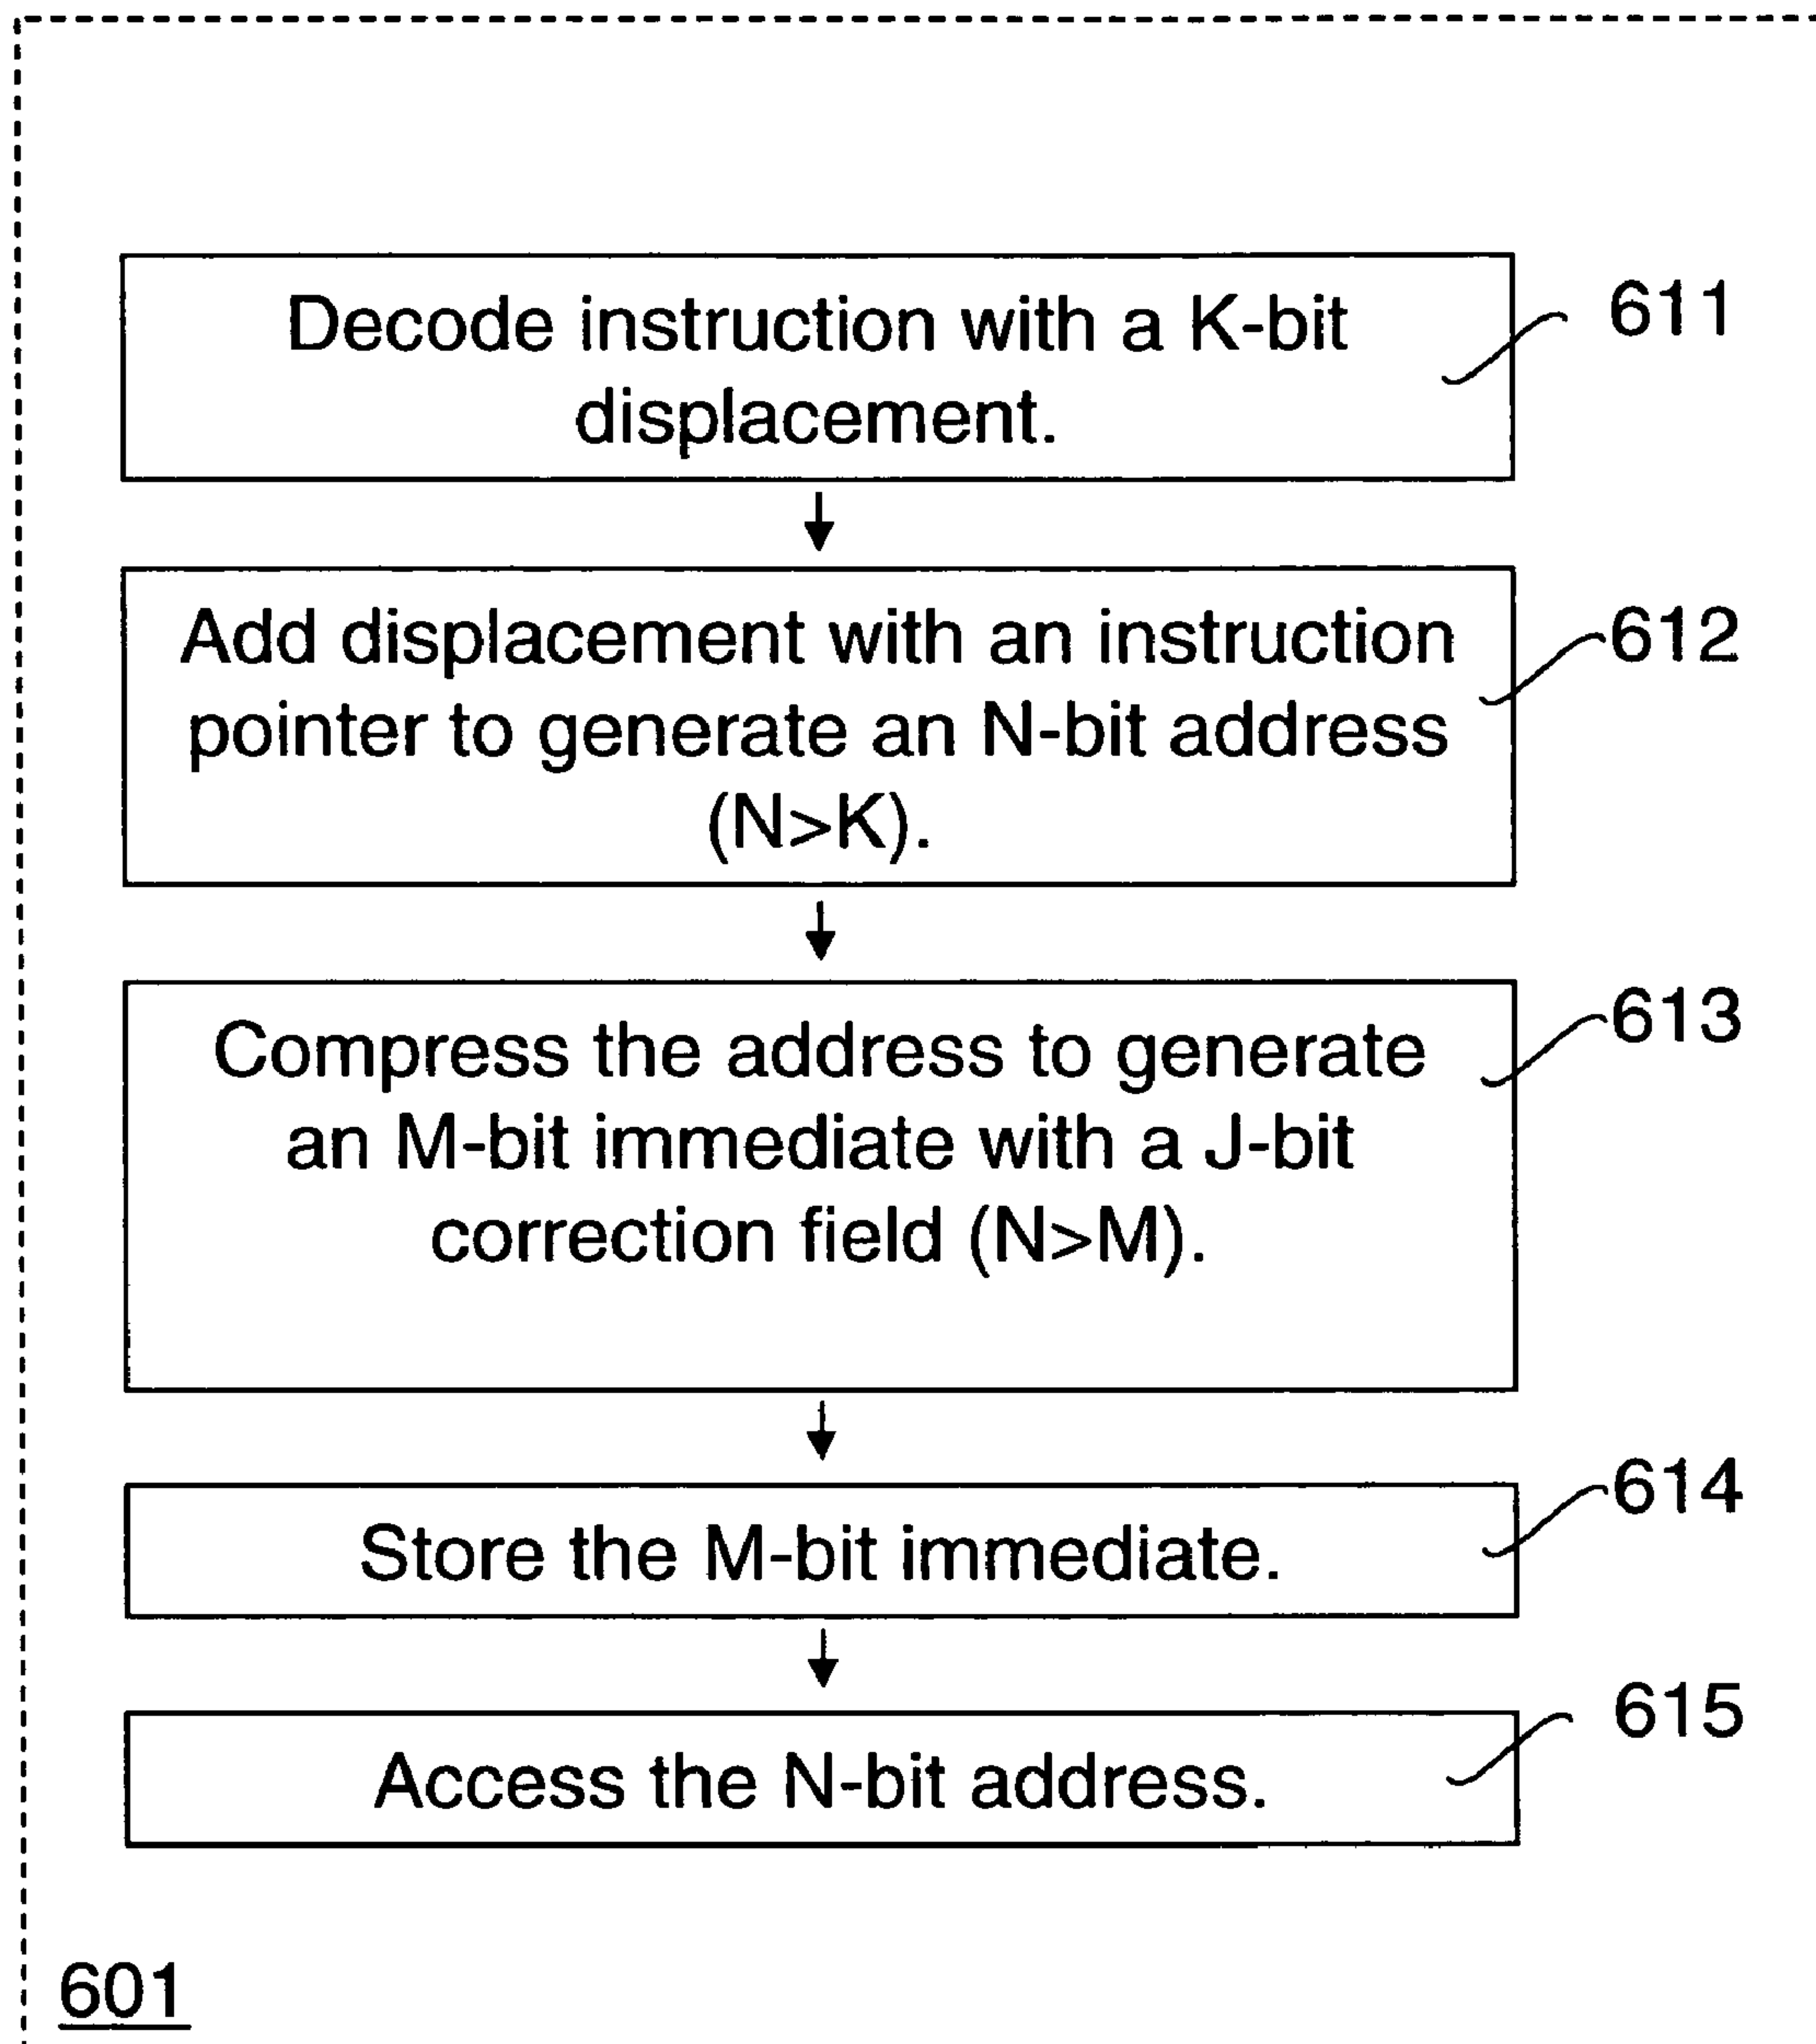 Decode instruction with a K-bit
displacement.
611
Add displacement with an instruction
pointer to generate an N-bit address
(N>K).
612
Compress the address to generate
an M-bit immediate with a J-bit
correction field (N>M).
613
Store the M-bit immediate.
614
Access the N-bit address.
615
601